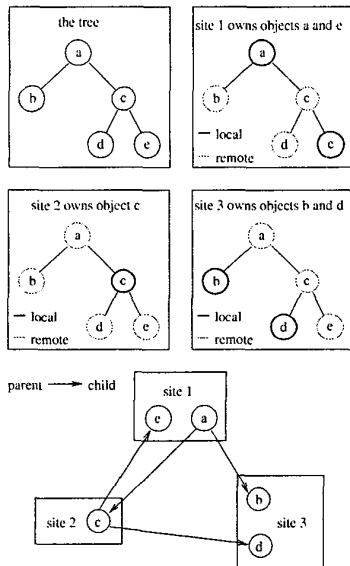 the tree
a
b
c
d
e
site 1 owns objects a and e
a
b
c
d
c
local
remote
site 2 owns object c
a
b
c
d
e
local
remote
site 3 owns objects b and d
a
b
c
d
e
local
remote
parent child
site 1
e
a
site 2
c
b
site 3
d